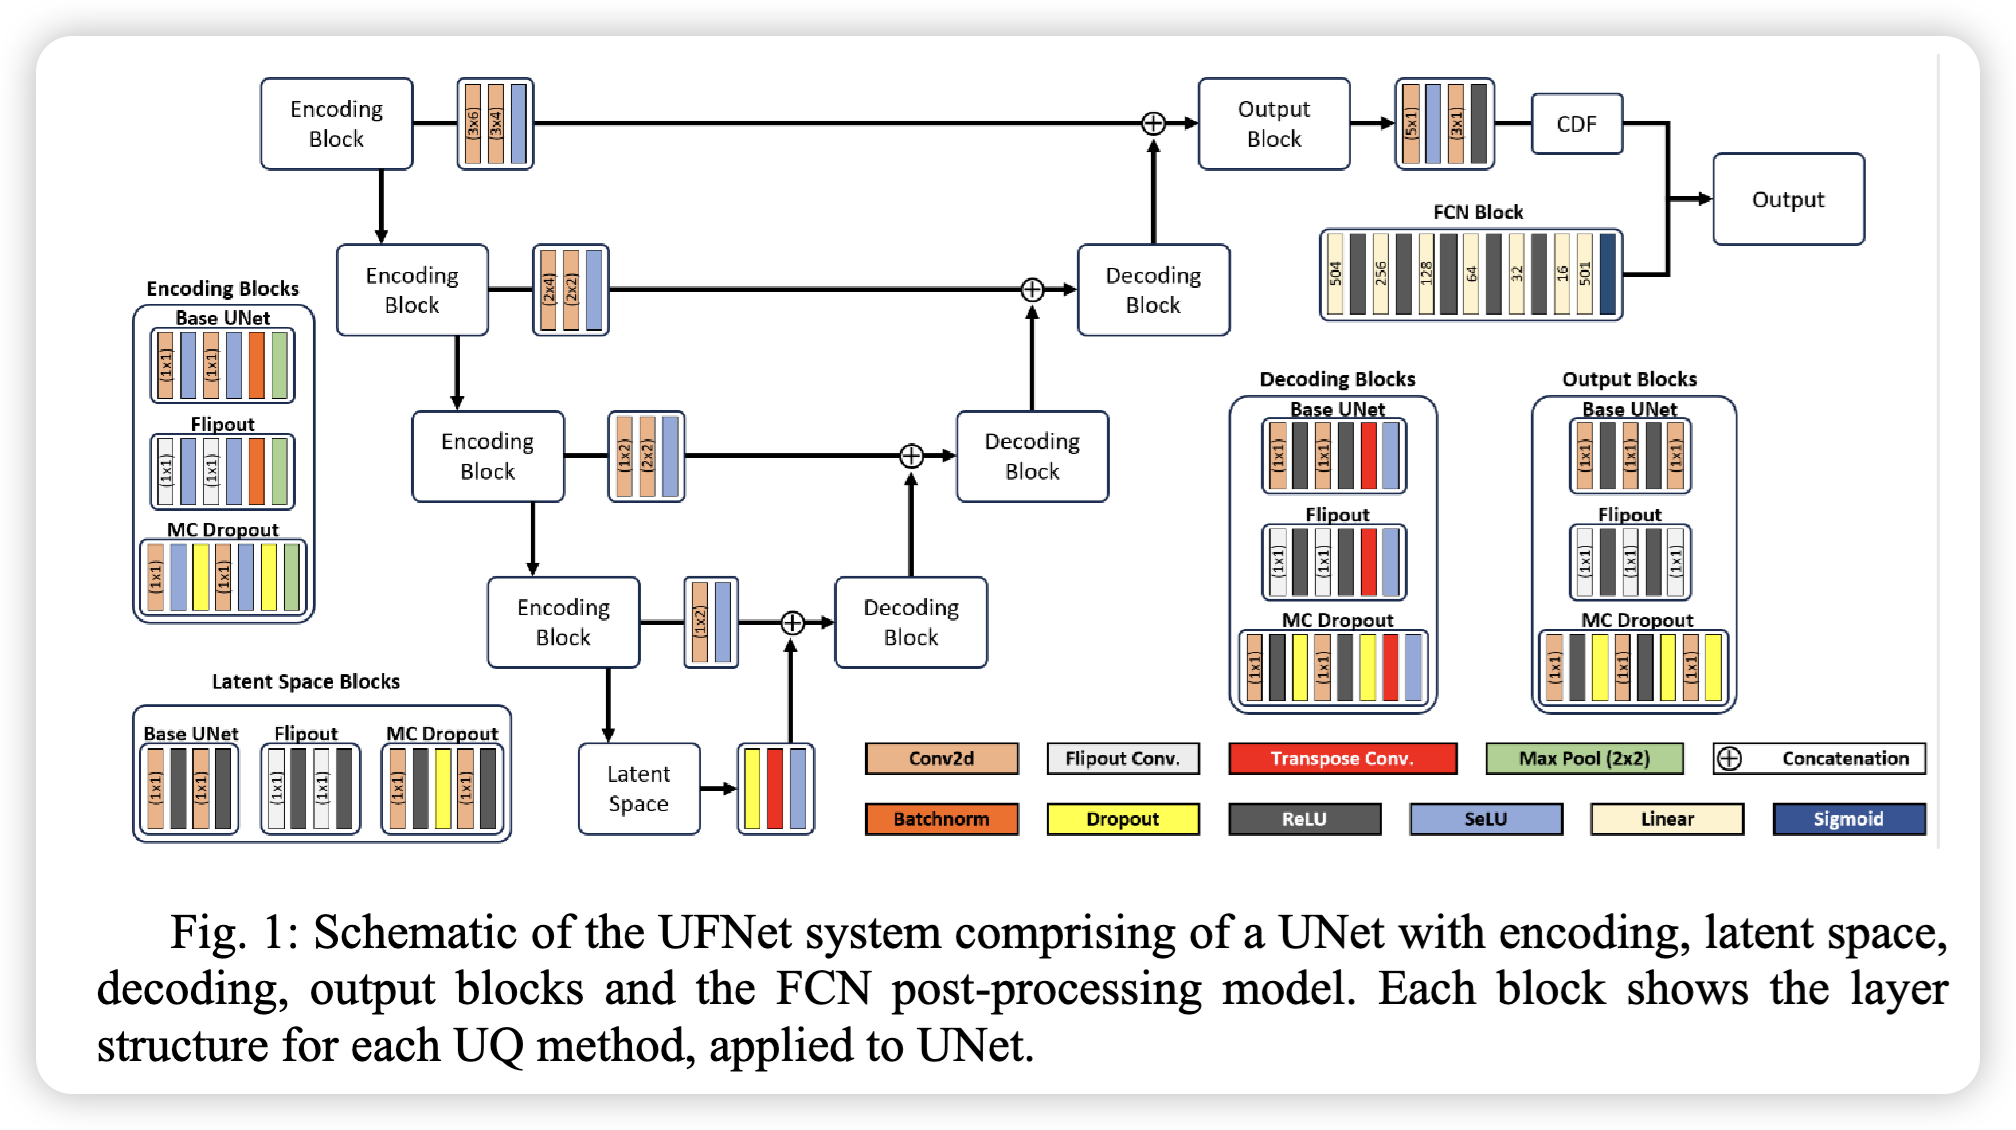 Encoding
Block
(3x6)
(3x4)
Output
Block
(5x1)
(3x1)
CDF
Output
FCN Block
504
256
128
64
32
16
501
Encoding
Block
(2x4)
(2x2)
Decoding
Block
Encoding Blocks
Base UNet
(1x1)
(1x1)
Flipout
(1x1)
(1x1)
MC Dropout
(1x1)
(1x1)
Encoding
Block
(1x2)
(2x2)
Decoding
Block
Decoding Blocks
Base UNet
(1x1)
(1x1)
Flipout
(1x1)
(1x1)
MC Dropout
(1x1)
(1x1)
Output Blocks
Base UNet
(1x1)
(1x1)
(1x1)
Flipout
(1x1)
(1x1)
(1x1)
MC Dropout
(1x1)
(1x1)
(1x1)
Encoding
Block
(1x2)
Decoding
Block
Latent Space Blocks
Base UNet
(1x1)
(1x1)
Flipout
(1x1)
(1x1)
MC Dropout
(1x1)
(1x1)
Latent
Space
Conv2d
Flipout Conv.
Transpose Conv.
Max Pool (2x2)
Concatenation
Batchnorm
Dropout
ReLU
SeLU
Linear
Sigmoid
Fig. 1: Schematic of the UFNet system comprising of a UNet with encoding, latent space,
decoding, output blocks and the FCN post-processing model. Each block shows the layer
structure for each UQ method, applied to UNet.